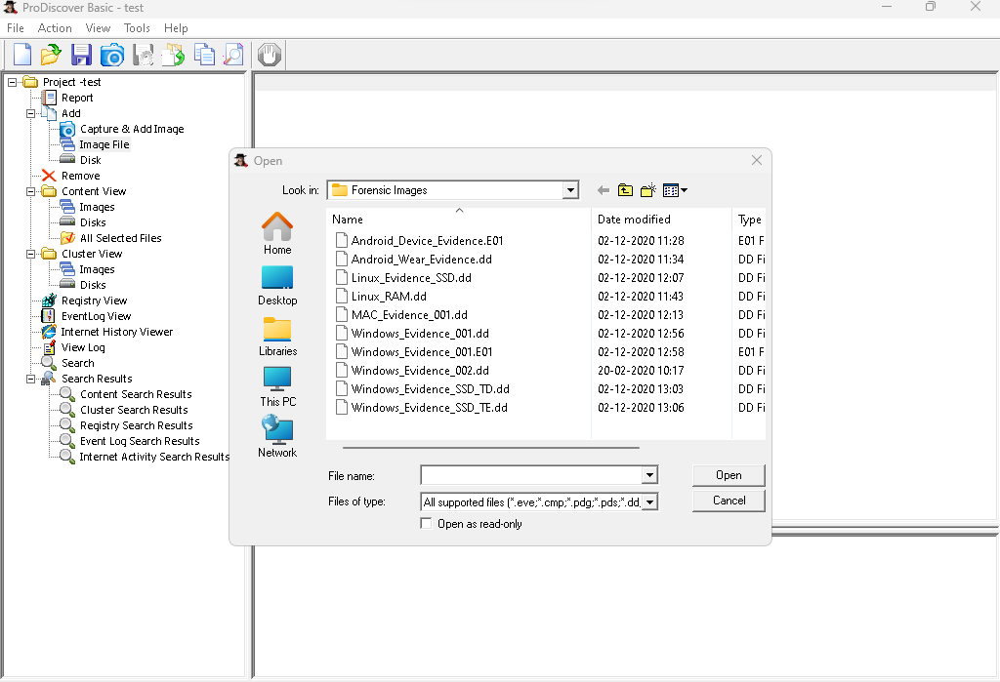 ProDiscover Basic - test
File Action View Tools Help
Project -test
Report
Add
Capture & Add Image
Image File
Disk
Remove
Content View
Images
Disks
All Selected Files
Cluster View
Images
Disks
Registry View
EventLog View
Internet History Viewer
View Log
Search
Search Results
Content Search Results
Cluster Search Results
Registry Search Results
Event Log Search Results
Internet Activity Search Results
Open
Look in: Forensic Images
Home
Desktop
Libraries
This PC
Network
Name Date modified Type
Android_Device_Evidence.E01 02-12-2020 11:28 E01 F
Android_Wear_Evidence.dd 02-12-2020 11:34 DD Fi
Linux_Evidence_SSD.dd 02-12-2020 12:07 DD Fi
Linux_RAM.dd 02-12-2020 11:43 DD Fi
MAC_Evidence_001.dd 02-12-2020 12:13 DD Fi
Windows_Evidence_001.dd 02-12-2020 12:56 DD Fi
Windows_Evidence_001.E01 02-12-2020 12:58 E01 F
Windows_Evidence_002.dd 20-02-2020 10:17 DD Fi
Windows_Evidence_SSD_TD.dd 02-12-2020 13:03 DD Fi
Windows_Evidence_SSD_TE.dd 02-12-2020 13:06 DD Fi
File name: Open
Files of type: All supported files (*.eve;*.cmp;*.pdg;*.pds;*.dd, Cancel
Open as read-only